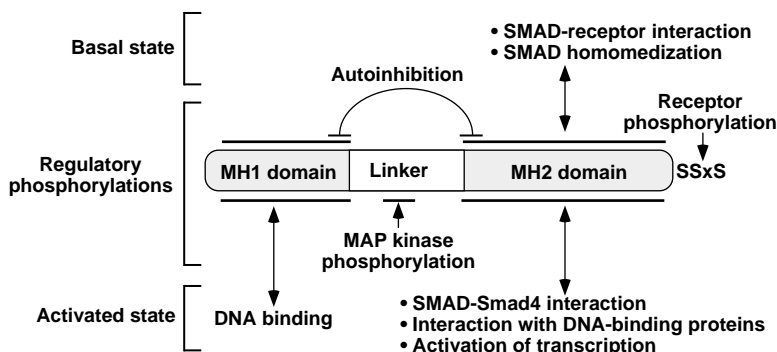 Basal state
• SMAD-receptor interaction
• SMAD homomedization
Autoinhibition
Receptor
phosphorylation
Regulatory
phosphorylations
MH1 domain
Linker
MH2 domain
SSxS
MAP kinase
phosphorylation
Activated state
DNA binding
• SMAD-Smad4 interaction
• Interaction with DNA-binding proteins
• Activation of transcription